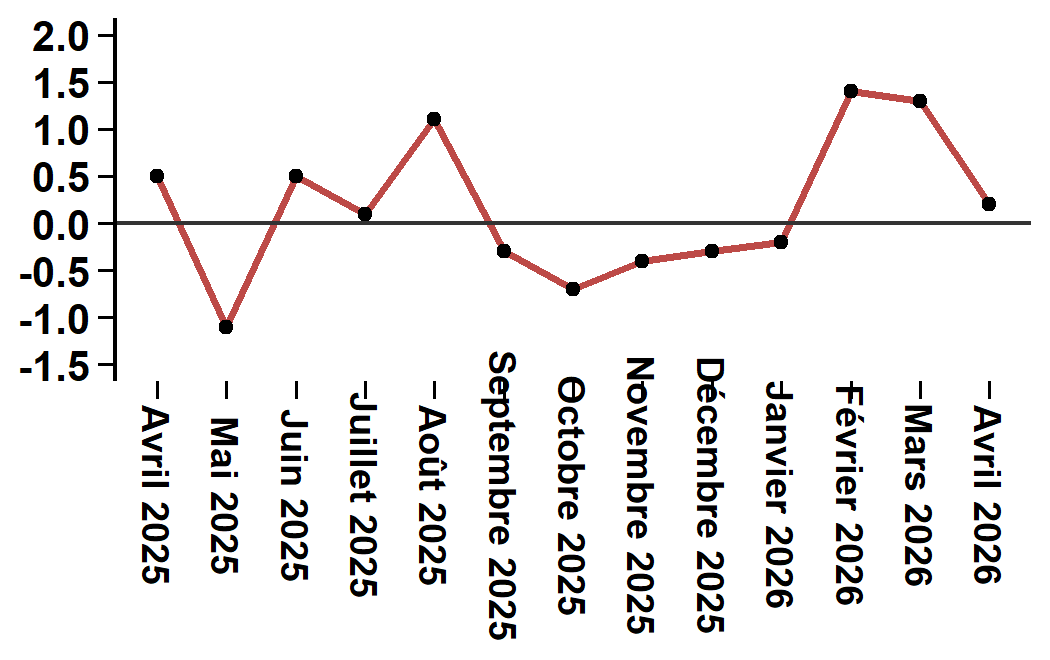 2.0
1.5
1.0
0.5
0.0
-0.5
-1.0
-1.5
Avril 2025
Mai 2025
Juin 2025
Juillet 2025
Août 2025
Septembre 2025
Octobre 2025
Novembre 2025
Décembre 2025
Janvier 2026
Février 2026
Mars 2026
Avril 2026